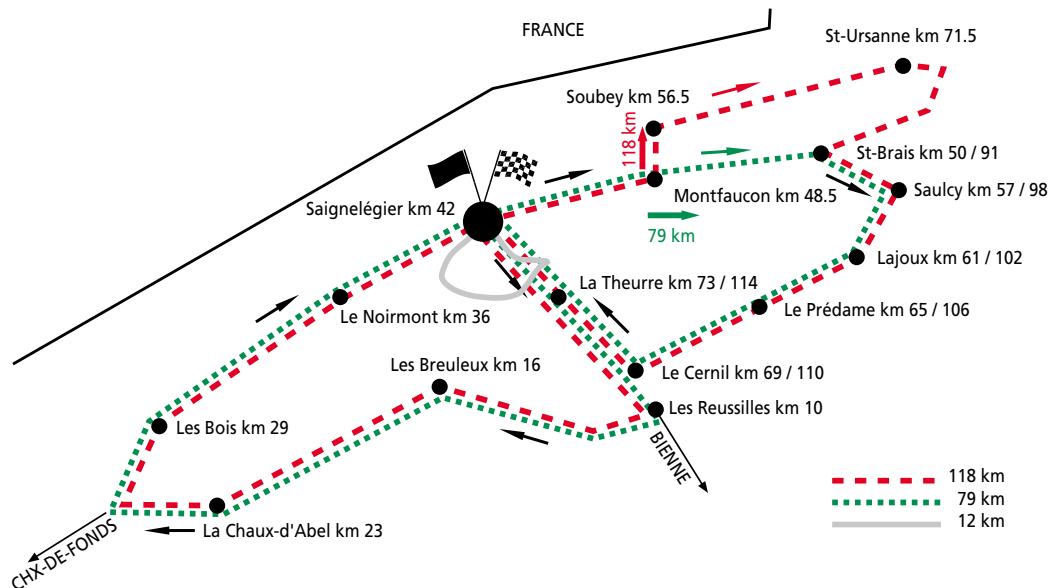 FRANCE
St-Ursanne km 71.5
Soubey km 56.5
118 km
St-Brais km 50 / 91
Montfaucon km 48.5
Saulcy km 57 / 98
Saignelégier km 42
79 km
Lajoux km 61 / 102
La Theurre km 73 / 114
Le Noirmont km 36
Le Prédame km 65 / 106
Les Breuleux km 16
Le Cernil km 69 / 110
Les Reussilles km 10
Les Bois km 29
BIENNE
118 km
79 km
12 km
La Chaux-d'Abel km 23
CHX-DE-FONDS